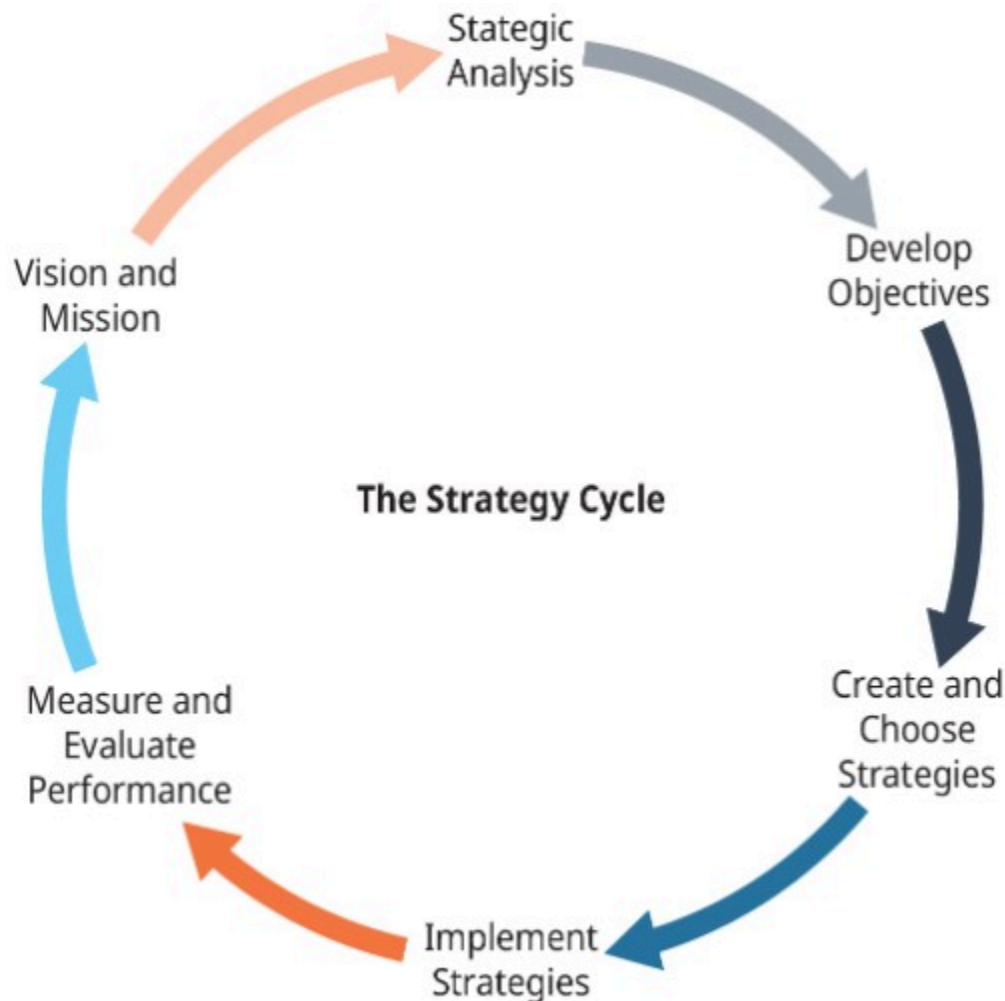 Stategic
Analysis
Develop
Objectives
Vision and
Mission
The Strategy Cycle
Create and
Choose
Strategies
Measure and
Evaluate
Performance
Implement
Strategies